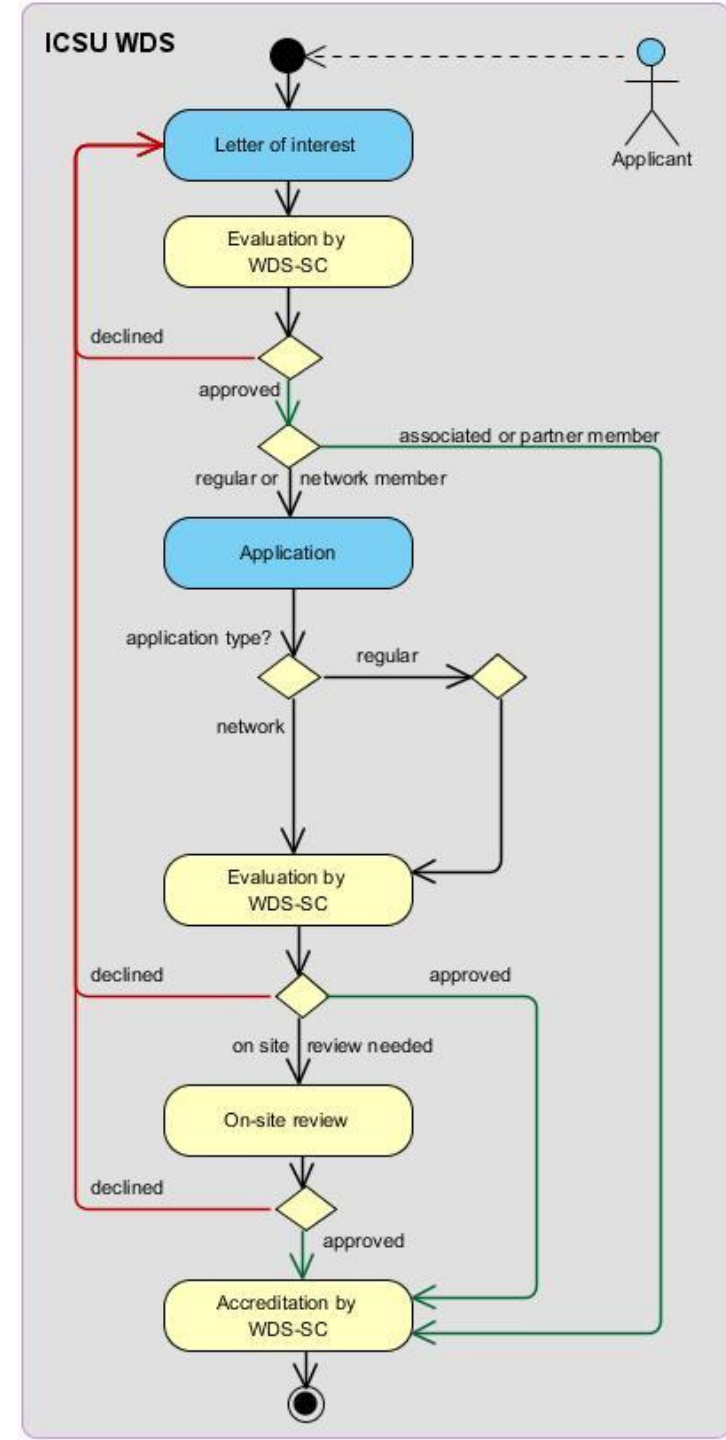 ICSU WDS
Applicant
Letter of interest
Evaluation by
WDS-SC
declined
approved
associated or partner member
regular or network member
Application
application type?
regular
network
Evaluation by
WDS-SC
declined
approved
on site review needed
On-site review
declined
approved
Accreditation by
WDS-SC